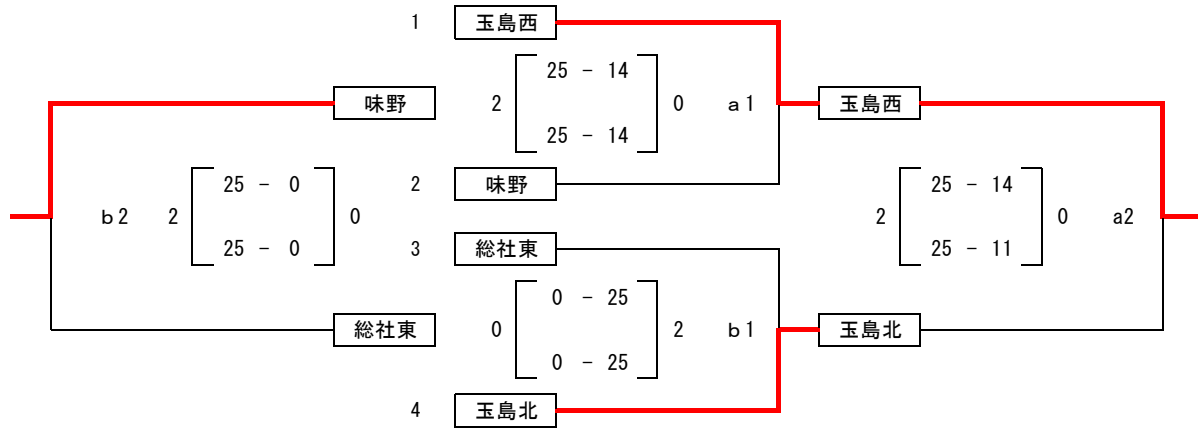 1 玉島西
25 － 14
味野 2 0 a1 玉島西
25 － 14
25 － 0 2 味野 25 － 14
b2 2 0 2 0 a2
25 － 0 3 総社東 25 － 11
0 － 25
総社東 0 2 b1 玉島北
0 － 25
4 玉島北